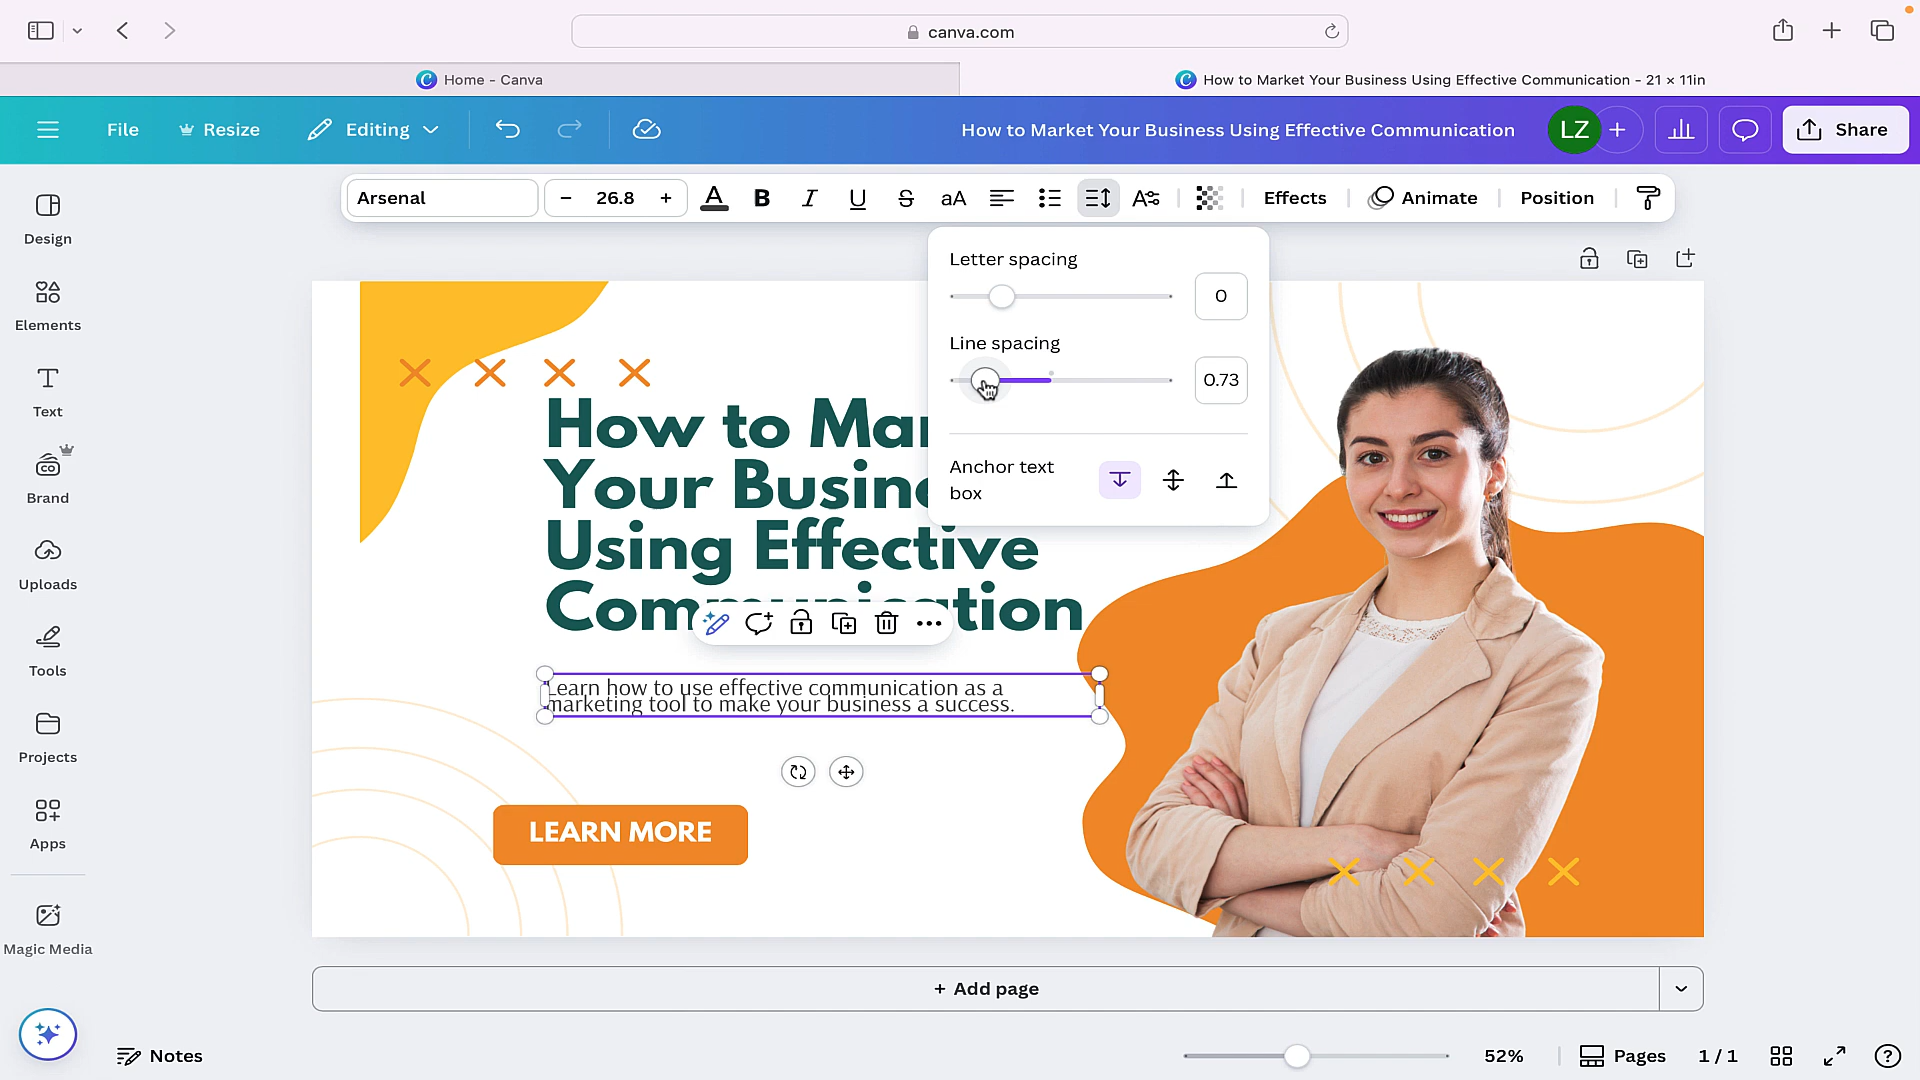 canva.com
Home - Canva
How to Market Your Business Using Effective Communication - 21 × 11in
File
Resize
Editing
How to Market Your Business Using Effective Communication
LZ
Share
Arsenal
− 26.8 +
A
B
I
U
S
aA
Effects
Animate
Position
Design
Elements
Text
Brand
Uploads
Tools
Projects
Apps
Magic Media
Letter spacing
0
Line spacing
0.73
Anchor text
box
How to Mar
Your Busine
Using Effective
Communication
Learn how to use effective communication as a
marketing tool to make your business a success.
LEARN MORE
+ Add page
Notes
52%
Pages
1 / 1